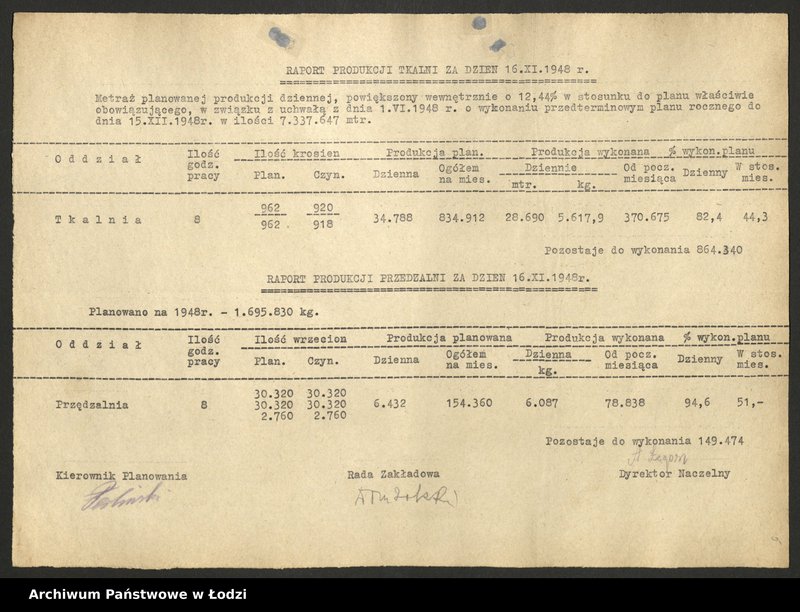 RAPORT PRODUKCJI TKALNI ZA DZIEN 16.XI.1948 r.
Metraż planowanej produkcji dziennej, powiększony wewnętrznie o 12,44% w stosunku do planu właściwie
obowiązującego, w związku z uchwałą z dnia 1.VI.1948 r. o wykonaniu przedterminowym planu rocznego do
dnia 15.XII.1948r. w ilości 7.337.647 mtr.
Oddział Ilość godz. pracy Ilość krosien Produkcja plan. Produkcja wykonana % wykon.planu
Plan. Czyn. Dzienna Ogółem na mies. Dziennie mtr. kg. Od pocz. miesiąca Dzienny W stos. mies.
962 920
Tkalnia 8 34.788 834.912 28.690 5.617,9 370.675 82,4 44,3
962 918
Pozostaje do wykonania 864.340
RAPORT PRODUKCJI PRZEDZALNI ZA DZIEN 16.XI.1948r.
Planowano na 1948r. - 1.695.830 kg.
Oddział Ilość godz. pracy Ilość wrzecion Produkcja planowana Produkcja wykonana % wykon.planu
Plan. Czyn. Dzienna Ogółem na mies. Dzienna kg. Od pocz. miesiąca Dzienny W stos. mies.
30.320 30.320
Przędzalnia 8 30.320 30.320 6.432 154.360 6.087 78.838 94,6 51,-
2.760 2.760
Pozostaje do wykonania 149.474
Kierownik Planowania Rada Zakładowa Dyrektor Naczelny
Archiwum Państwowe w Łodzi